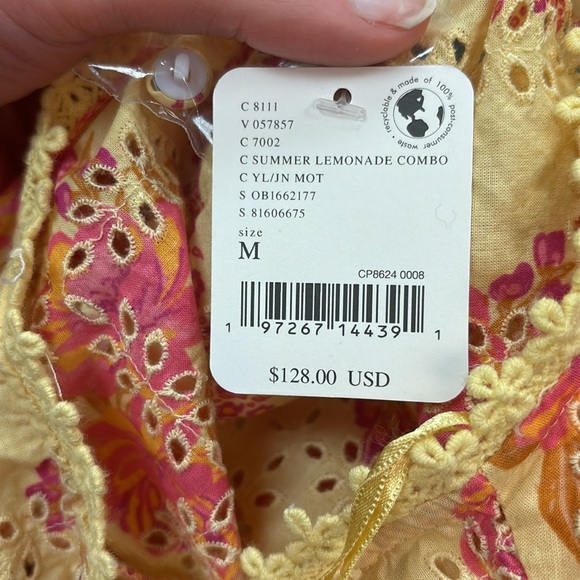 C 8111
V 057857
C 7002
C SUMMER LEMONADE COMBO
C YL/JN MOT
S OB1662177
S 81606675
size
M
recyclable & made of 100% post-consumer waste
CP8624 0008
1 97267 14439 1
$128.00 USD